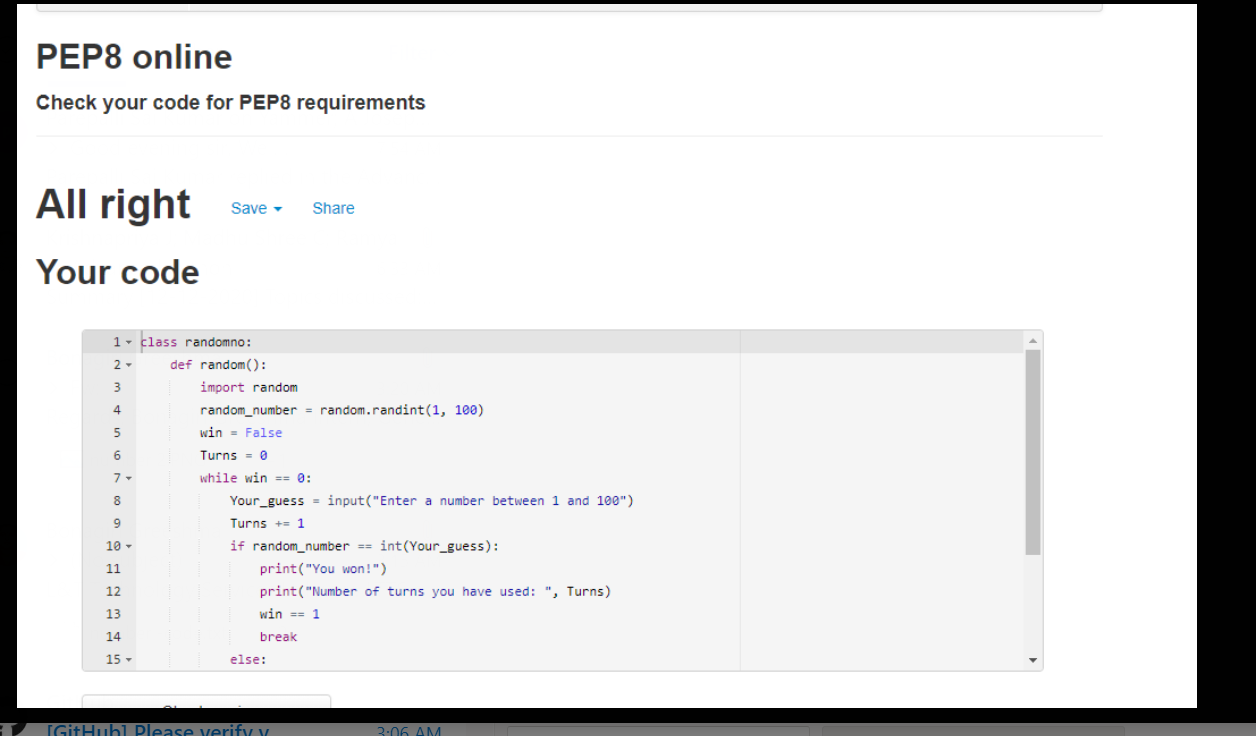 PEP8 online
Check your code for PEP8 requirements
All right Save Share
Your code
1 class randomno:
2 def random():
3 import random
4 random_number = random.randint(1, 100)
5 win = False
6 Turns = 0
7 while win == 0:
8 Your_guess = input("Enter a number between 1 and 100")
9 Turns += 1
10 if random_number == int(Your_guess):
11 print("You won!")
12 print("Number of turns you have used: ", Turns)
13 win == 1
14 break
15 else:
[GitHub] Please verify y 3:06 AM